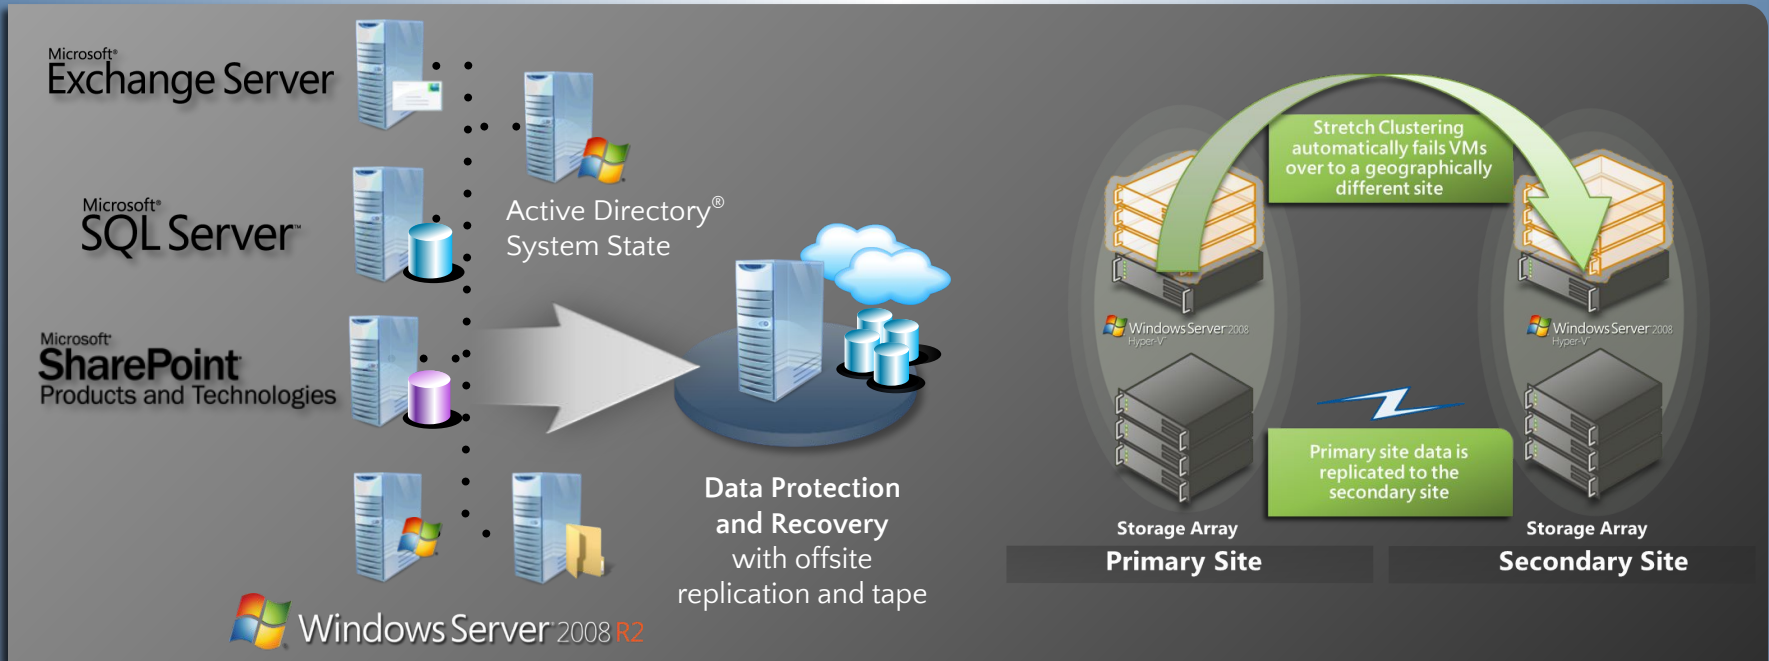 Microsoft®
Exchange Server
Microsoft®
SQL Server™
Active Directory®
System State
Microsoft®
SharePoint
Products and Technologies
Data Protection
and Recovery
with offsite
replication and tape
Windows Server® 2008 R2
Stretch Clustering
automatically fails VMs
over to a geographically
different site
Windows Server® 2008
Hyper-V™
Windows Server® 2008
Hyper-V™
Primary site data is
replicated to the
secondary site
Storage Array
Primary Site
Storage Array
Secondary Site